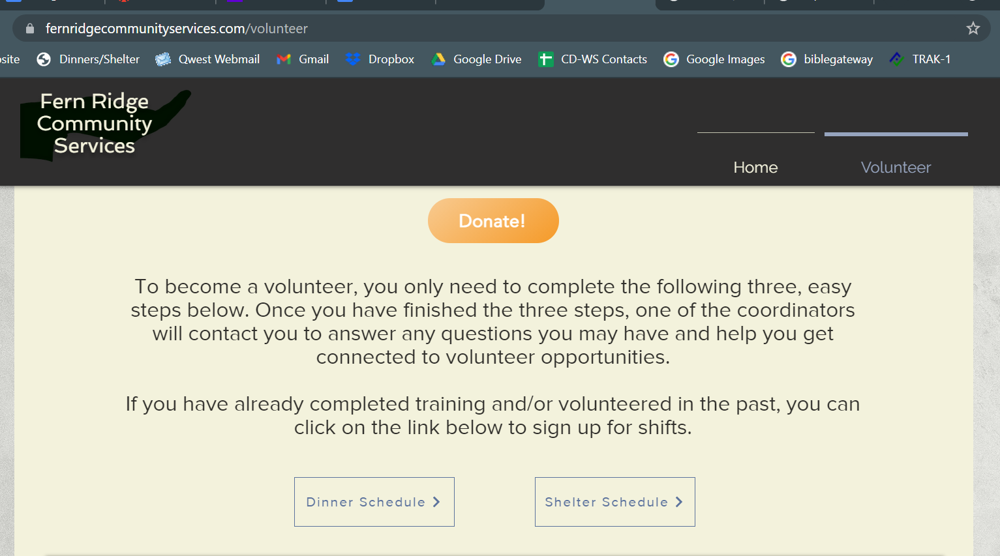 fernridgecommunityservices.com/volunteer
site Dinners/Shelter Qwest Webmail Gmail Dropbox Google Drive CD-WS Contacts Google Images biblegateway TRAK-1
Fern Ridge
Community
Services
Home Volunteer
Donate!
To become a volunteer, you only need to complete the following three, easy
steps below. Once you have finished the three steps, one of the coordinators
will contact you to answer any questions you may have and help you get
connected to volunteer opportunities.
If you have already completed training and/or volunteered in the past, you can
click on the link below to sign up for shifts.
Dinner Schedule Shelter Schedule